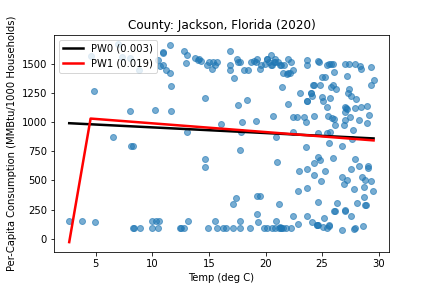 County: Jackson, Florida (2020)
PW0 (0.003)
PW1 (0.019)
Per-Capita Consumption (MMBtu/1000 Households)
1500
1250
1000
750
500
250
0
5 10 15 20 25 30
Temp (deg C)